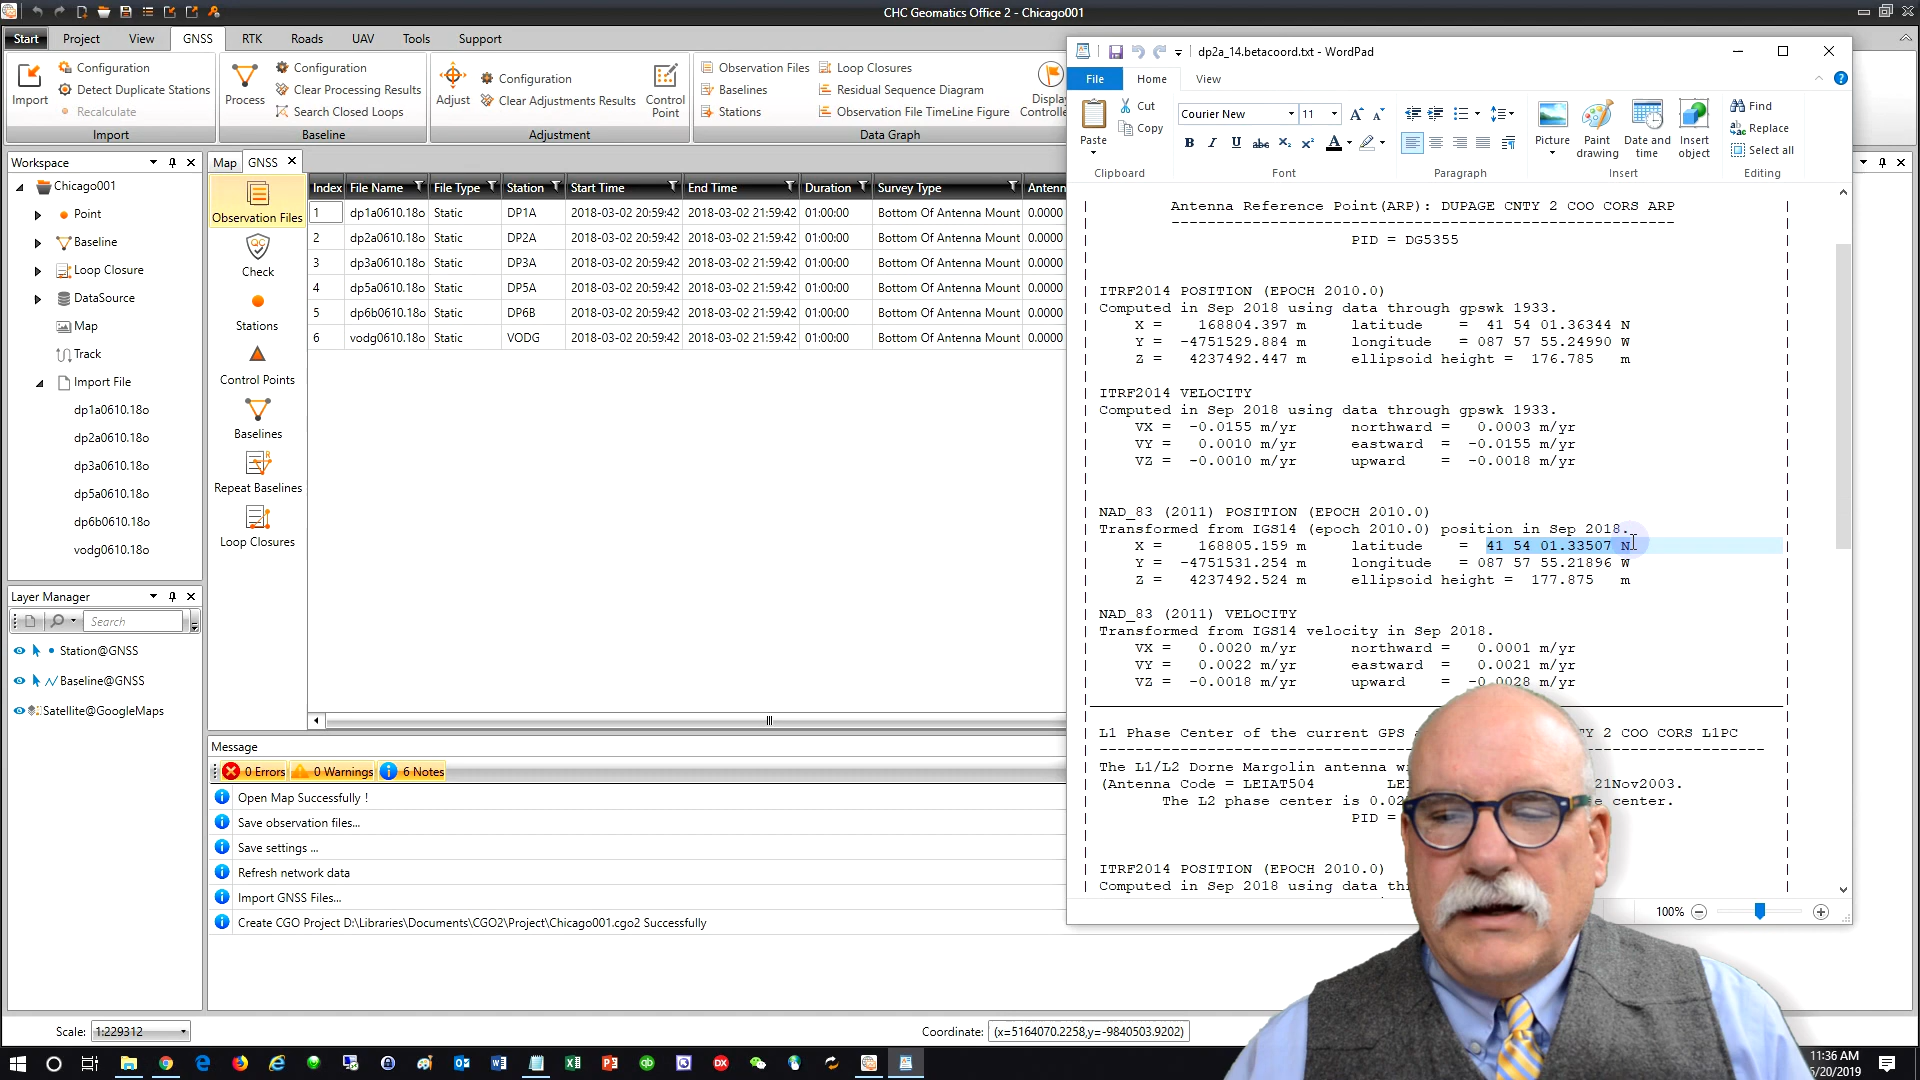 CHC Geomatics Office 2 - Chicago001
Start Project View GNSS RTK Roads UAV Tools Support
Import
Configuration
Detect Duplicate Stations
Recalculate
Import
Process
Configuration
Clear Processing Results
Search Closed Loops
Baseline
Adjust
Configuration
Clear Adjustments Results
Control
Point
Adjustment
Observation Files
Baselines
Stations
Loop Closures
Residual Sequence Diagram
Observation File TimeLine Figure
Data Graph
Display
Controlle
Workspace
Chicago001
Point
Baseline
Loop Closure
DataSource
Map
Track
Import File
dp1a0610.18o
dp2a0610.18o
dp3a0610.18o
dp5a0610.18o
dp6b0610.18o
vodg0610.18o
Layer Manager
Search
Station@GNSS
Baseline@GNSS
Satellite@GoogleMaps
Map GNSS
Observation Files
Check
Stations
Control Points
Baselines
Repeat Baselines
Loop Closures
Index File Name File Type Station Start Time End Time Duration Survey Type Antenn
1 dp1a0610.18o Static DP1A 2018-03-02 20:59:42 2018-03-02 21:59:42 01:00:00 Bottom Of Antenna Mount 0.0000
2 dp2a0610.18o Static DP2A 2018-03-02 20:59:42 2018-03-02 21:59:42 01:00:00 Bottom Of Antenna Mount 0.0000
3 dp3a0610.18o Static DP3A 2018-03-02 20:59:42 2018-03-02 21:59:42 01:00:00 Bottom Of Antenna Mount 0.0000
4 dp5a0610.18o Static DP5A 2018-03-02 20:59:42 2018-03-02 21:59:42 01:00:00 Bottom Of Antenna Mount 0.0000
5 dp6b0610.18o Static DP6B 2018-03-02 20:59:42 2018-03-02 21:59:42 01:00:00 Bottom Of Antenna Mount 0.0000
6 vodg0610.18o Static VODG 2018-03-02 20:59:42 2018-03-02 21:59:42 01:00:00 Bottom Of Antenna Mount 0.0000
Message
0 Errors 0 Warnings 6 Notes
Open Map Successfully !
Save observation files...
Save settings ...
Refresh network data
Import GNSS Files...
Create CGO Project D:\Libraries\Documents\CGO2\Project\Chicago001.cgo2 Successfully
dp2a_14.betacoord.txt - WordPad
File Home View
Paste
Cut
Copy
Clipboard
Courier New 11
B I U abc X2 X2 A
Font
Paragraph
Picture
Paint
drawing
Date and
time
Insert
object
Insert
Find
Replace
Select all
Editing
Antenna Reference Point(ARP): DUPAGE CNTY 2 COO CORS ARP
PID = DG5355
ITRF2014 POSITION (EPOCH 2010.0)
Computed in Sep 2018 using data through gpswk 1933.
X = 168804.397 m latitude = 41 54 01.36344 N
Y = -4751529.884 m longitude = 087 57 55.24990 W
Z = 4237492.447 m ellipsoid height = 176.785 m
ITRF2014 VELOCITY
Computed in Sep 2018 using data through gpswk 1933.
VX = -0.0155 m/yr northward = 0.0003 m/yr
VY = 0.0010 m/yr eastward = -0.0155 m/yr
VZ = -0.0010 m/yr upward = -0.0018 m/yr
NAD_83 (2011) POSITION (EPOCH 2010.0)
Transformed from IGS14 (epoch 2010.0) position in Sep 2018.
X = 168805.159 m latitude = 41 54 01.33507 N
Y = -4751531.254 m longitude = 087 57 55.21896 W
Z = 4237492.524 m ellipsoid height = 177.875 m
NAD_83 (2011) VELOCITY
Transformed from IGS14 velocity in Sep 2018.
VX = 0.0020 m/yr northward = 0.0001 m/yr
VY = 0.0022 m/yr eastward = 0.0021 m/yr
VZ = -0.0018 m/yr upward = -0.0028 m/yr
L1 Phase Center of the current GPS TY 2 COO CORS L1PC
The L1/L2 Dorne Margolin antenna w
(Antenna Code = LEIAT504 LE 21Nov2003.
The L2 phase center is 0.02 e center.
PID =
ITRF2014 POSITION (EPOCH 2010.0)
Computed in Sep 2018 using data th
100%
Scale: 1:229312
Coordinate: (x=5164070.2258,y=-9840503.9202)
11:36 AM
/20/2019